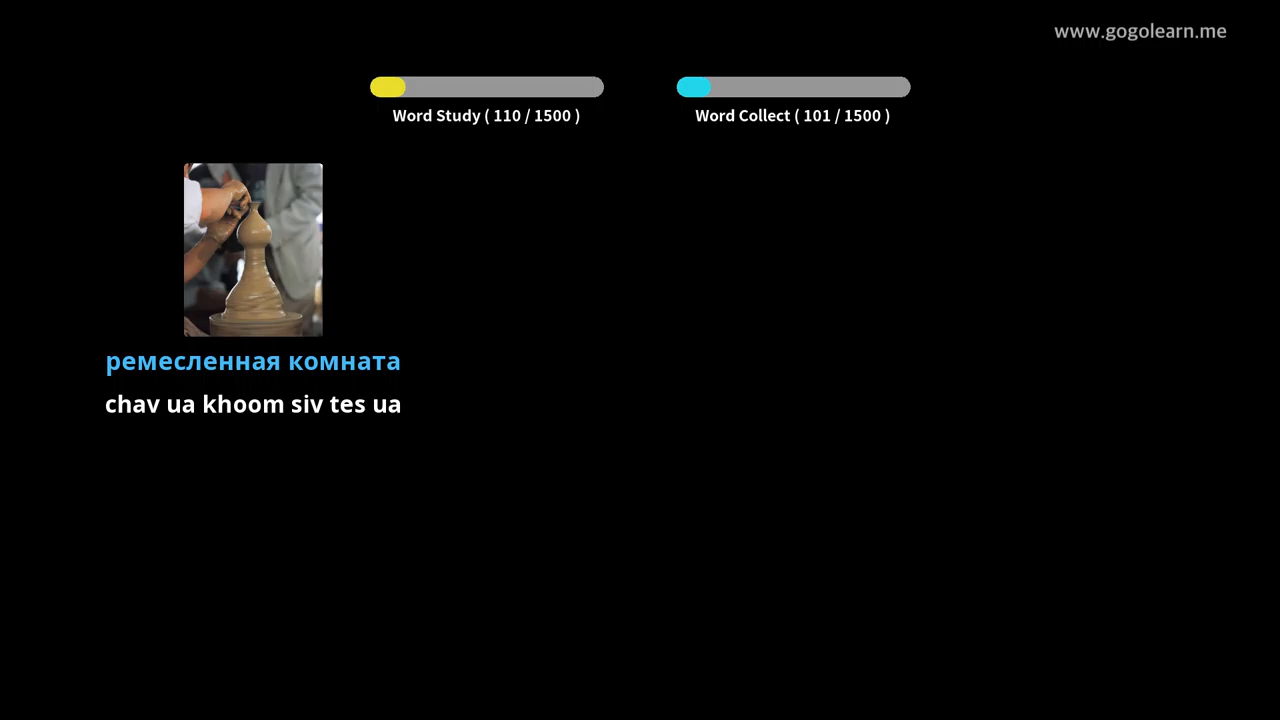 www.gogolearn.me
Word Study ( 110 / 1500 )
Word Collect ( 101 / 1500 )
ремесленная комната
chav ua khoom siv tes ua